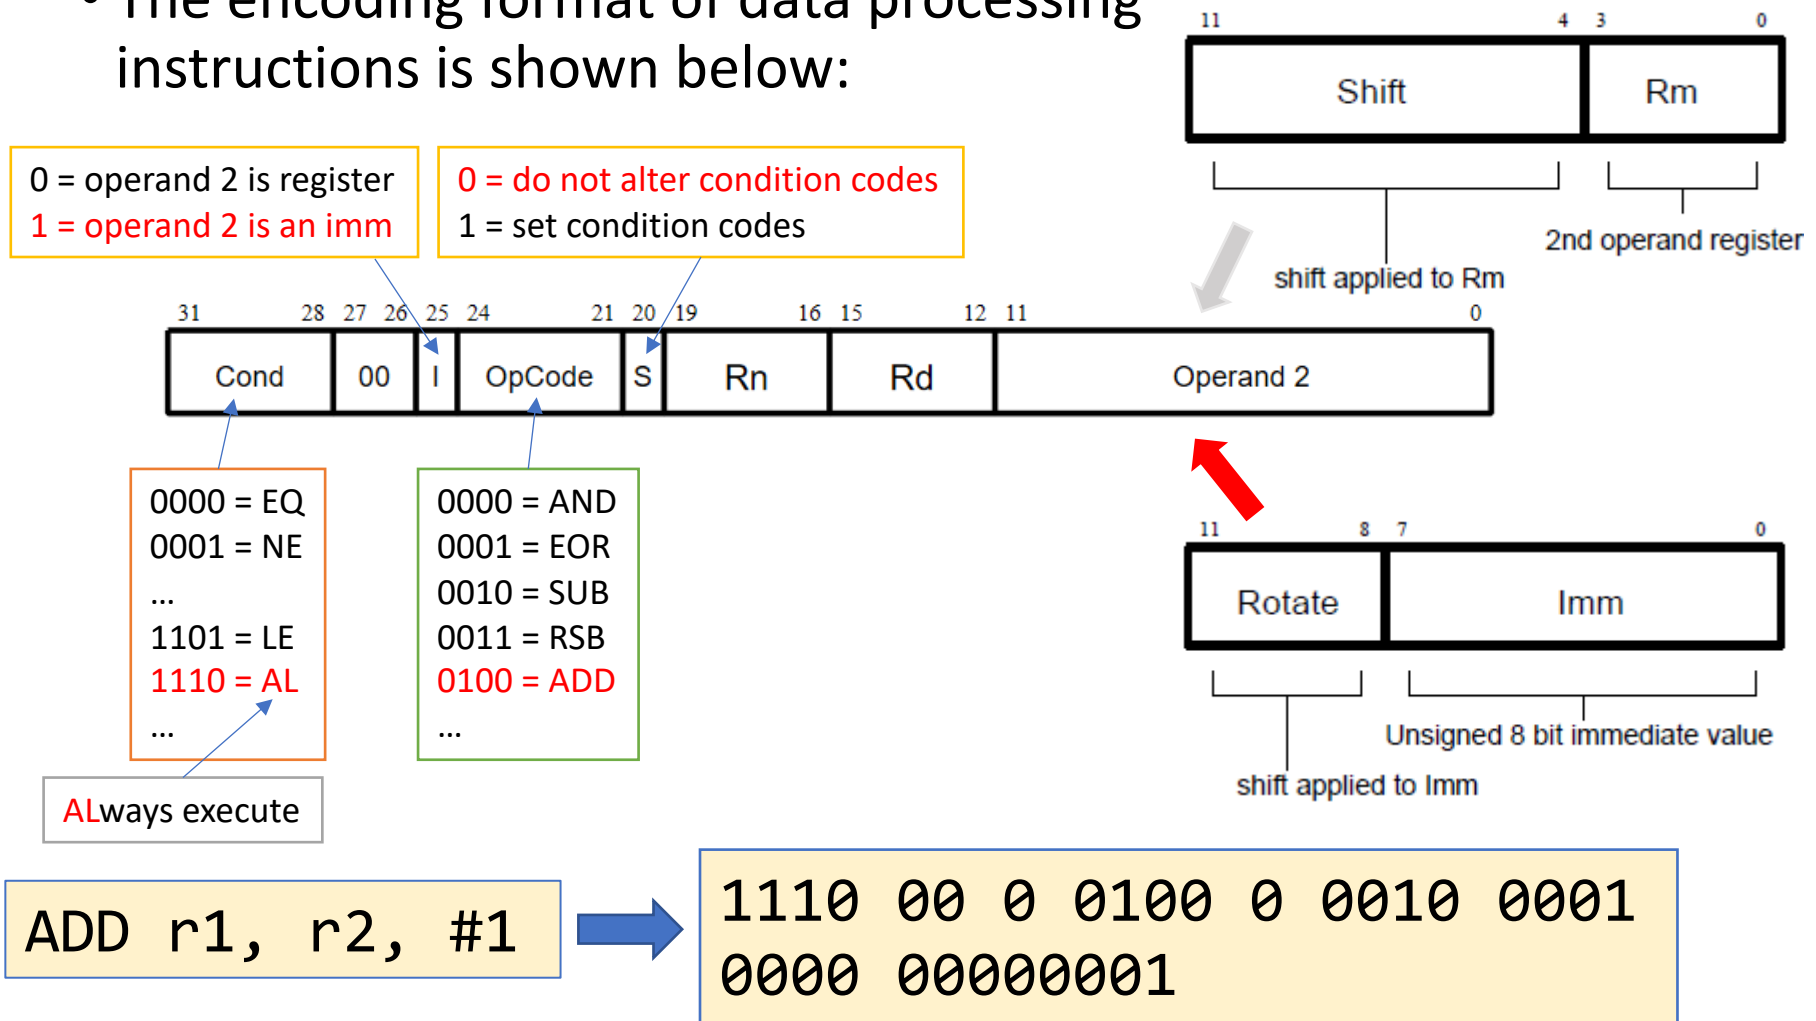 • The encoding format of data processing
instructions is shown below:
11 4 3 0
Shift Rm
shift applied to Rm
2nd operand register
0 = operand 2 is register
1 = operand 2 is an imm
0 = do not alter condition codes
1 = set condition codes
31 28 27 26 25 24 21 20 19 16 15 12 11 0
Cond 00 I OpCode S Rn Rd Operand 2
0000 = EQ
0001 = NE
...
1101 = LE
1110 = AL
...
ALways execute
0000 = AND
0001 = EOR
0010 = SUB
0011 = RSB
0100 = ADD
...
11 8 7 0
Rotate Imm
Unsigned 8 bit immediate value
shift applied to Imm
ADD r1, r2, #1
1110 00 0 0100 0 0010 0001
0000 00000001